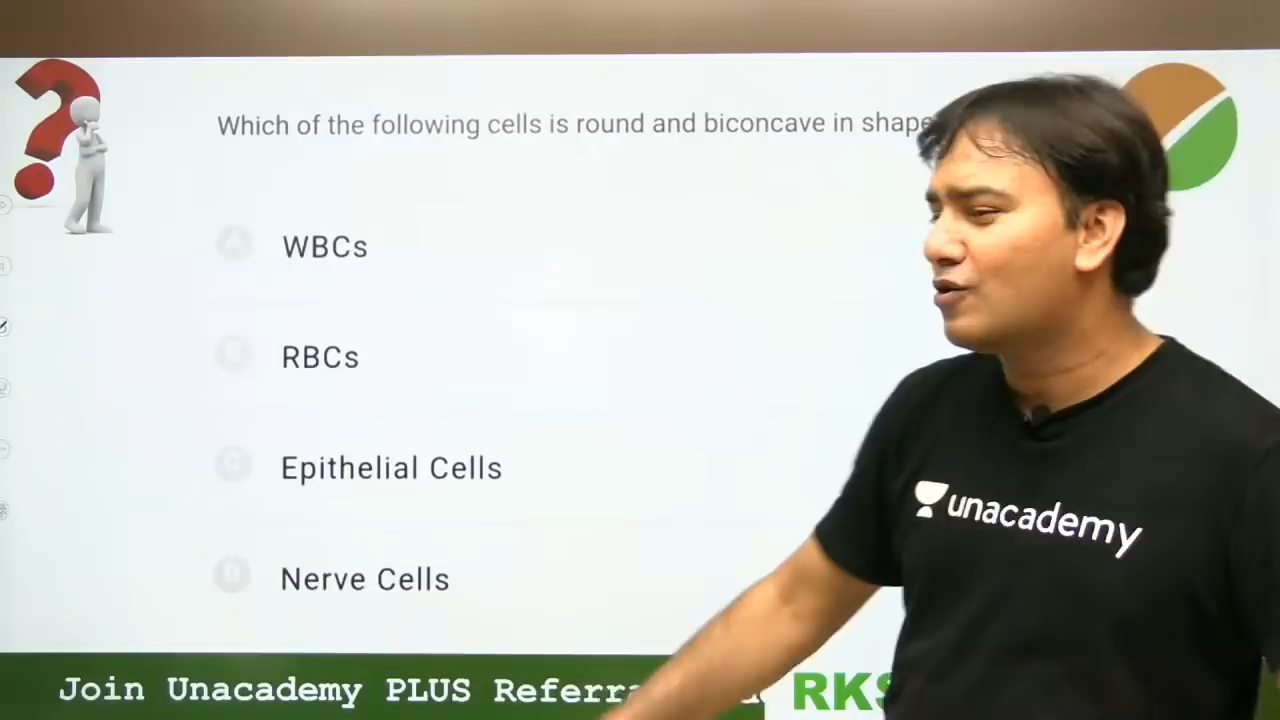 Which of the following cells is round and biconcave in shape
A WBCs
B RBCs
C Epithelial Cells
D Nerve Cells
unacademy
Join Unacademy PLUS